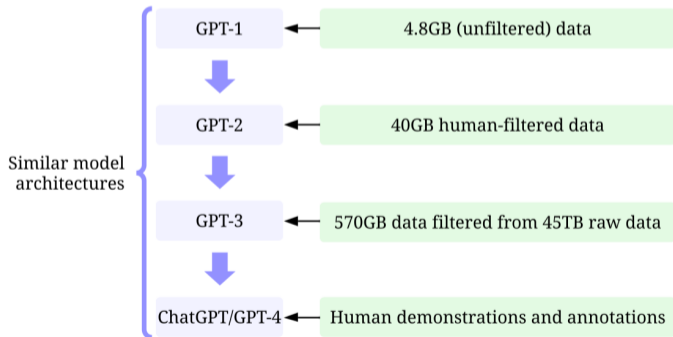 GPT-1
4.8GB (unfiltered) data
GPT-2
40GB human-filtered data
Similar model
architectures
GPT-3
570GB data filtered from 45TB raw data
ChatGPT/GPT-4
Human demonstrations and annotations